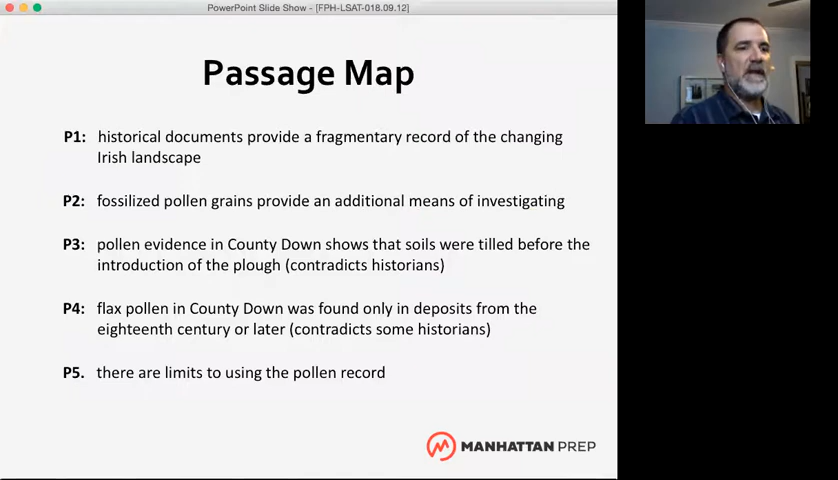 PowerPoint Slide Show - [FPH-LSAT-018.09.12]
Passage Map
P1: historical documents provide a fragmentary record of the changing
Irish landscape
P2: fossilized pollen grains provide an additional means of investigating
P3: pollen evidence in County Down shows that soils were tilled before the
introduction of the plough (contradicts historians)
P4: flax pollen in County Down was found only in deposits from the
eighteenth century or later (contradicts some historians)
P5. there are limits to using the pollen record
MANHATTAN PREP